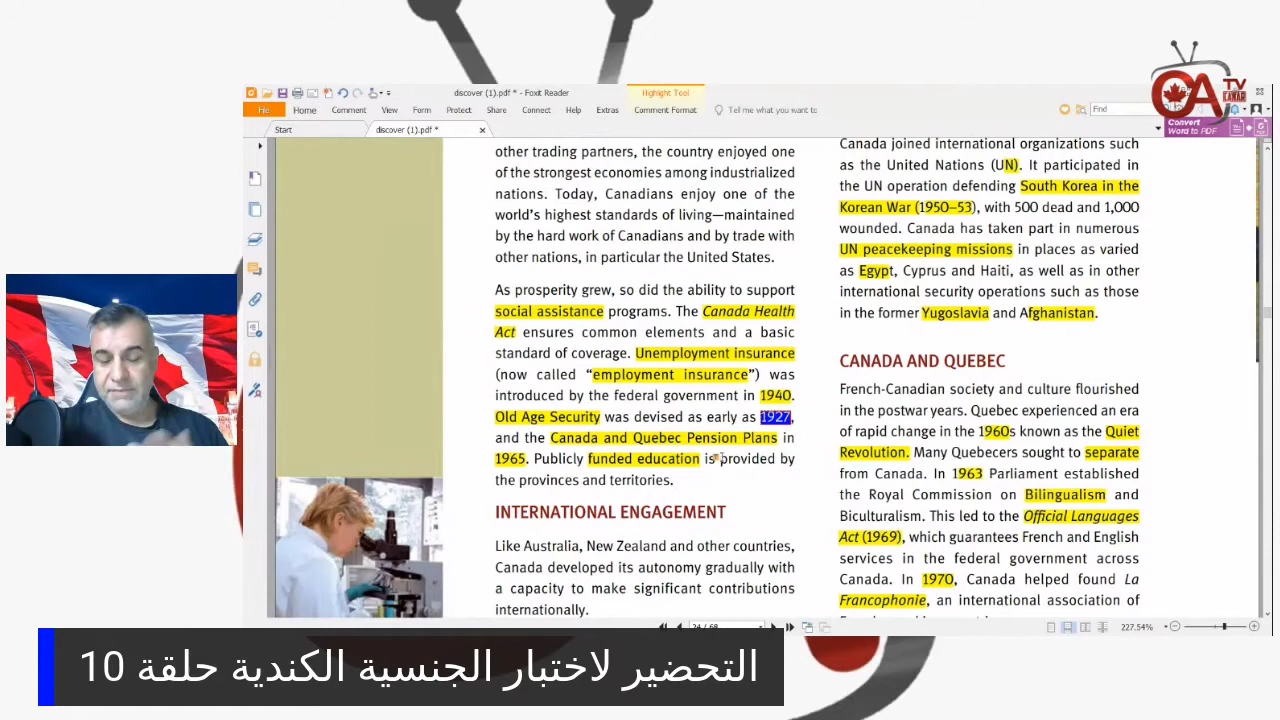 discover (1).pdf * - Foxit Reader
Highlight Tool
File Home Comment View Form Protect Share Connect Help Extras Comment Format Tell me what you want to
Find
Start
discover (1).pdf *
Convert
Word to PDF
OA TV
KANAR
other trading partners, the country enjoyed one
of the strongest economies among industrialized
nations. Today, Canadians enjoy one of the
world's highest standards of living—maintained
by the hard work of Canadians and by trade with
other nations, in particular the United States.
As prosperity grew, so did the ability to support
social assistance programs. The Canada Health
Act ensures common elements and a basic
standard of coverage. Unemployment insurance
(now called “employment insurance”) was
introduced by the federal government in 1940.
Old Age Security was devised as early as 1927,
and the Canada and Quebec Pension Plans in
1965. Publicly funded education is provided by
the provinces and territories.
INTERNATIONAL ENGAGEMENT
Like Australia, New Zealand and other countries,
Canada developed its autonomy gradually with
a capacity to make significant contributions
internationally.
Canada joined international organizations such
as the United Nations (UN). It participated in
the UN operation defending South Korea in the
Korean War (1950–53), with 500 dead and 1,000
wounded. Canada has taken part in numerous
UN peacekeeping missions in places as varied
as Egypt, Cyprus and Haiti, as well as in other
international security operations such as those
in the former Yugoslavia and Afghanistan.
CANADA AND QUEBEC
French-Canadian society and culture flourished
in the postwar years. Quebec experienced an era
of rapid change in the 1960s known as the Quiet
Revolution. Many Quebecers sought to separate
from Canada. In 1963 Parliament established
the Royal Commission on Bilingualism and
Biculturalism. This led to the Official Languages
Act (1969), which guarantees French and English
services in the federal government across
Canada. In 1970, Canada helped found La
Francophonie, an international association of
24 / 68
227.54%
التحضير لاختبار الجنسية الكندية حلقة 10